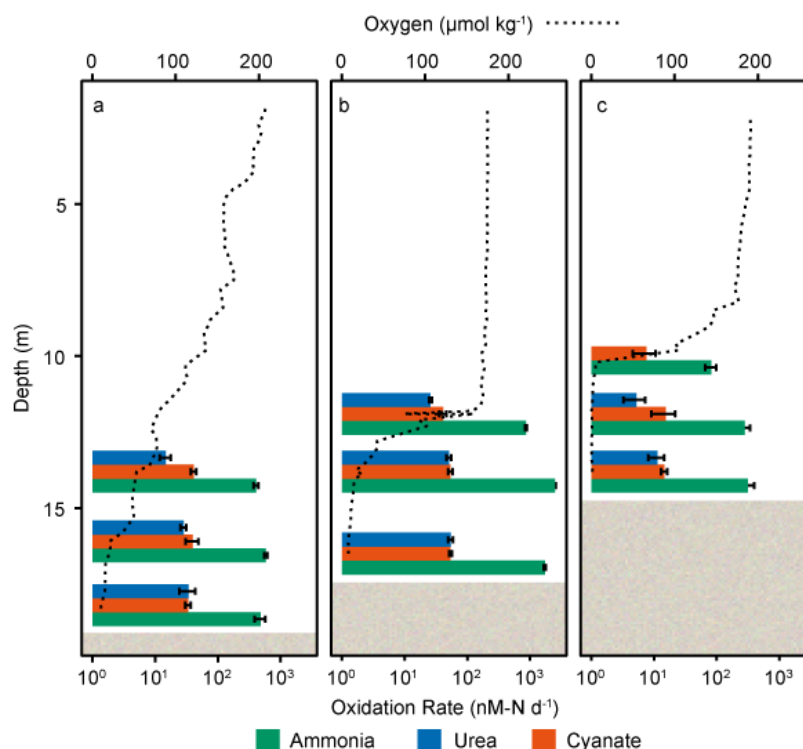 Oxygen (µmol kg⁻¹)
0 100 200 0 100 200 0 100 200
a b c
5
10
15
Depth (m)
10⁰ 10¹ 10² 10³ 10⁰ 10¹ 10² 10³ 10⁰ 10¹ 10² 10³
Oxidation Rate (nM-N d⁻¹)
Ammonia Urea Cyanate